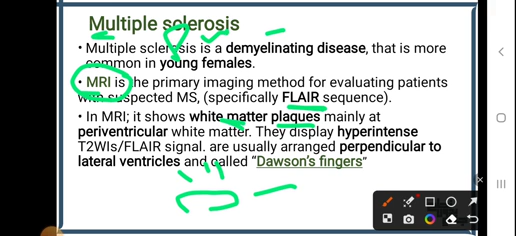 Multiple sclerosis
• Multiple sclerosis is a demyelinating disease, that is more
common in young females.
• MRI is the primary imaging method for evaluating patients
with suspected MS, (specifically FLAIR sequence).
• In MRI; it shows white matter plaques mainly at
periventricular white matter. They display hyperintense
T2WIs/FLAIR signal. are usually arranged perpendicular to
lateral ventricles and called “Dawson's fingers”